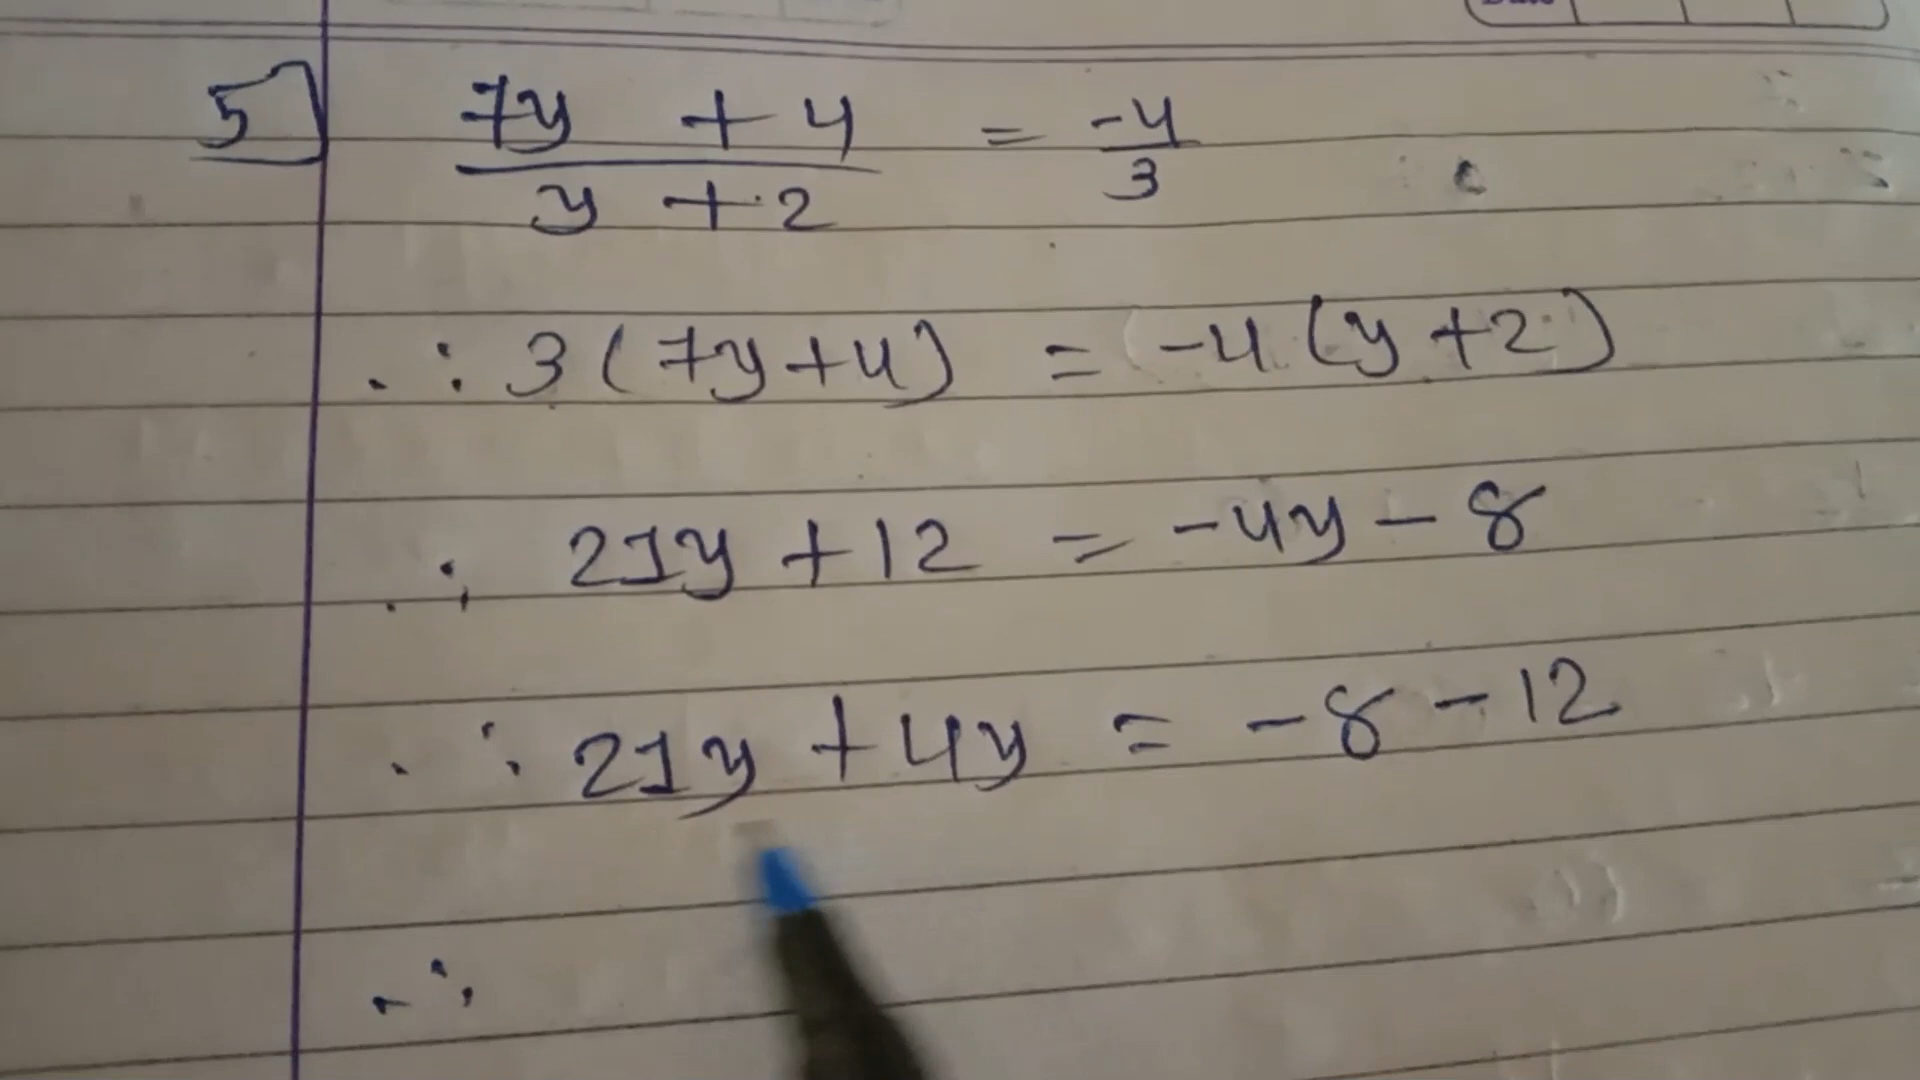 5 (7y + 4)/(y + 2) = -4/3
∴ 3(7y+4) = -4(y+2)
∴ 21y + 12 = -4y - 8
∴ 21y + 4y = -8 - 12
∴